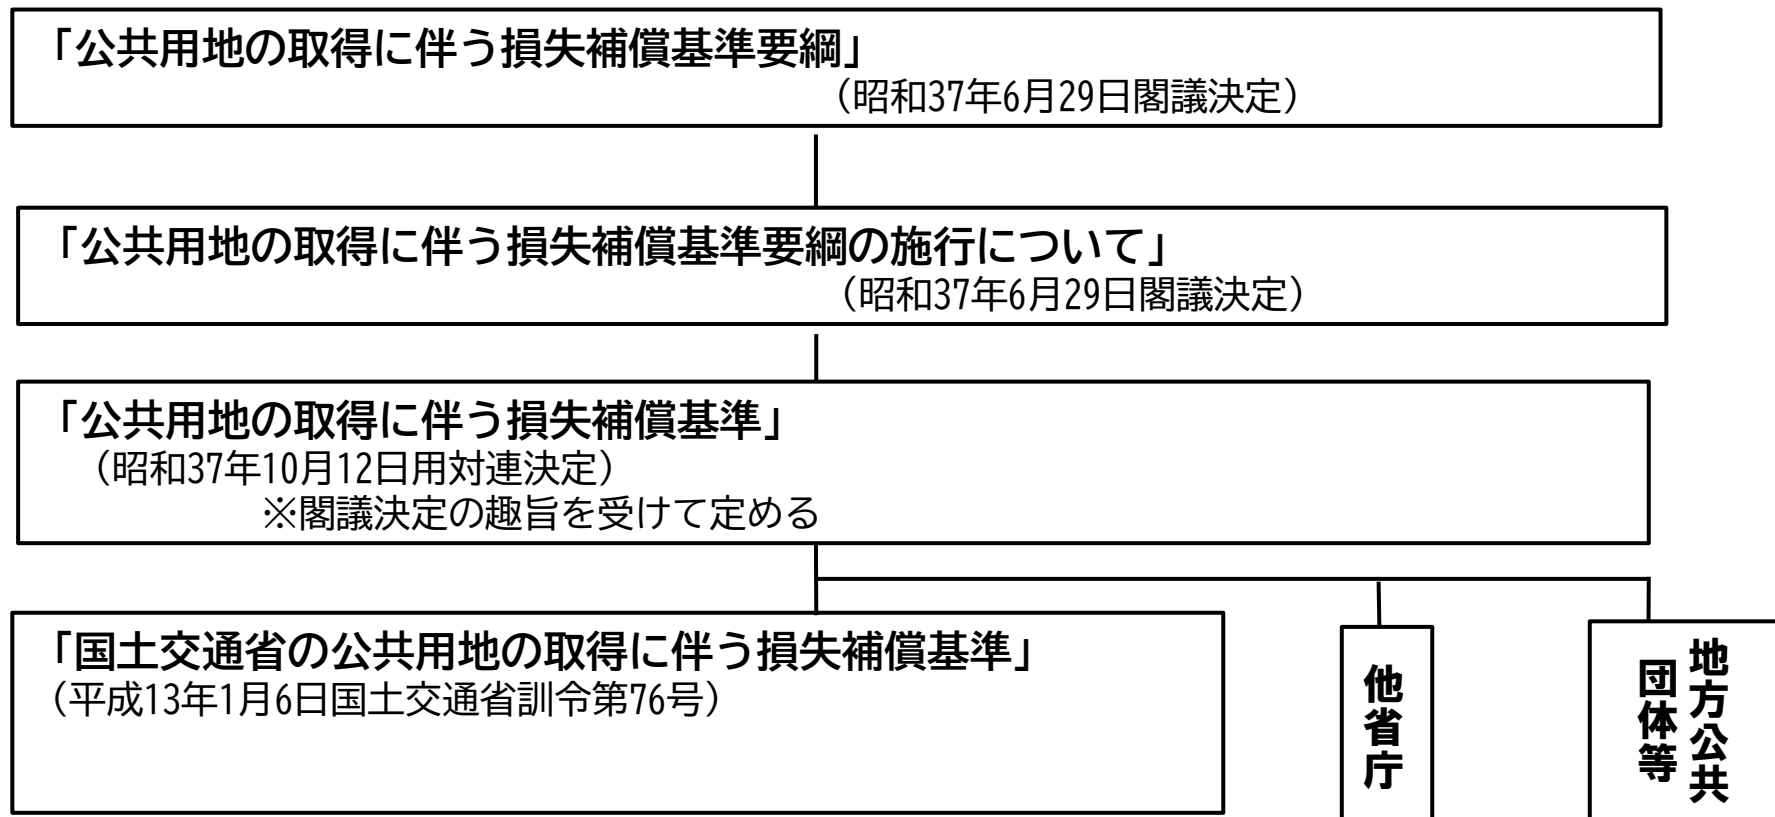 「公共用地の取得に伴う損失補償基準要綱」
（昭和37年6月29日閣議決定）
「公共用地の取得に伴う損失補償基準要綱の施行について」
（昭和37年6月29日閣議決定）
「公共用地の取得に伴う損失補償基準」
（昭和37年10月12日用対連決定）
※閣議決定の趣旨を受けて定める
「国土交通省の公共用地の取得に伴う損失補償基準」
（平成13年1月6日国土交通省訓令第76号）
他省庁
地方公共
団体等